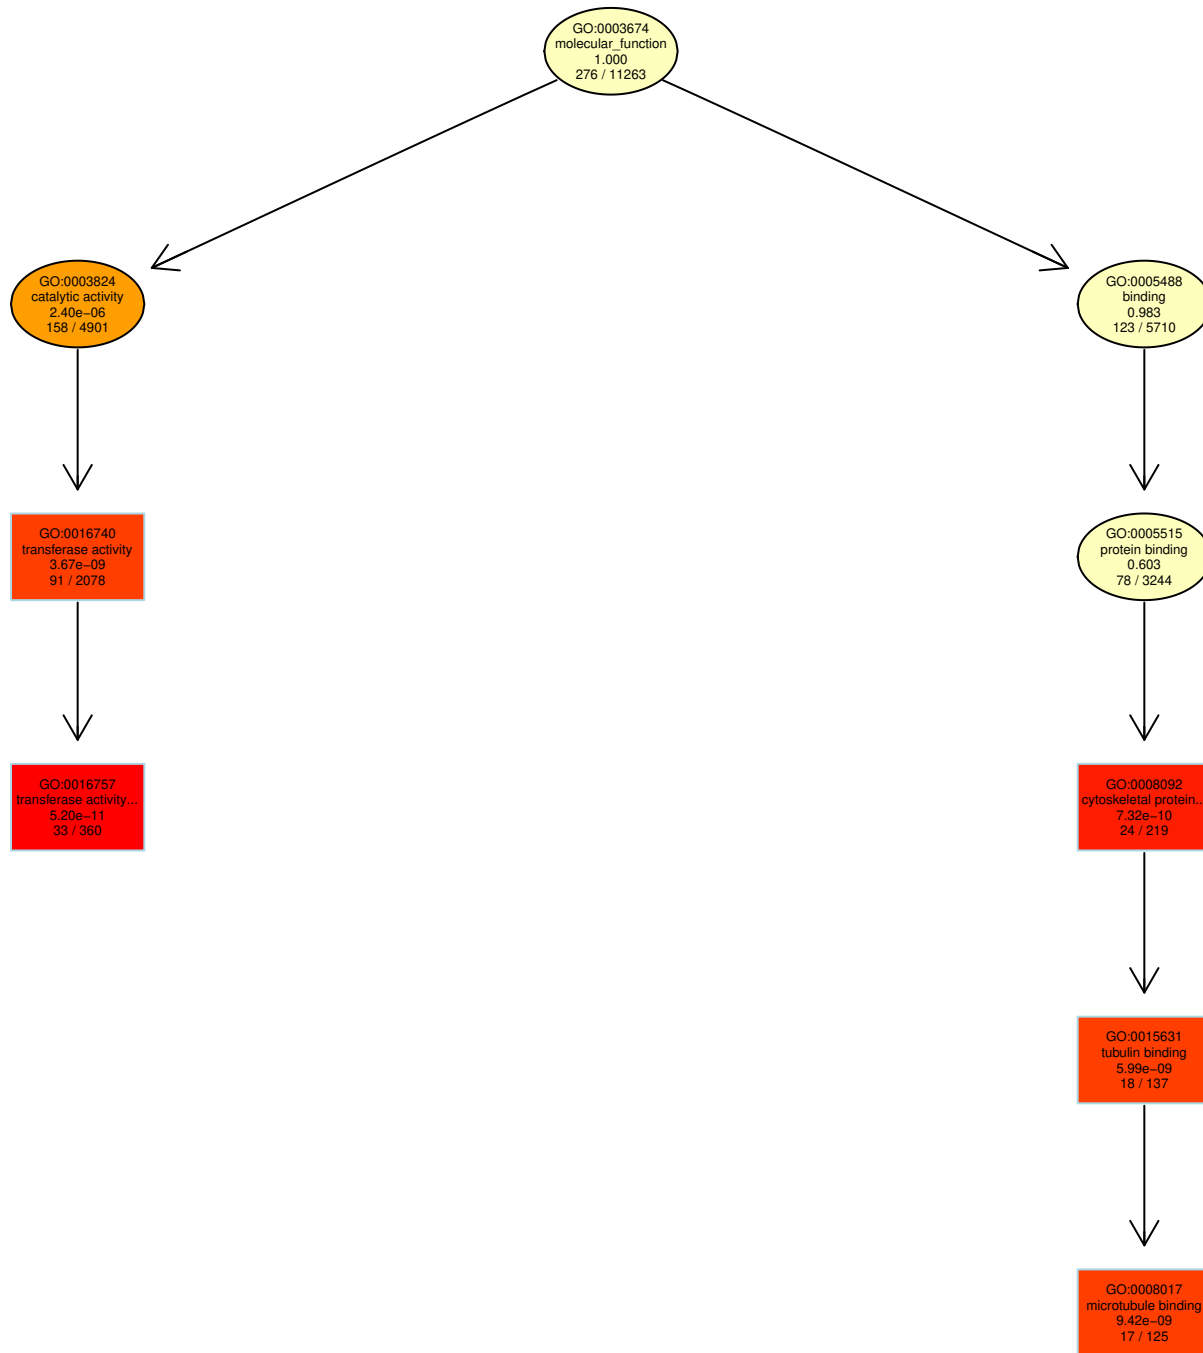 GO:0003674
molecular_function
1.000
276 / 11263
GO:0003824
catalytic activity
2.40e−06
158 / 4901
GO:0005488
binding
0.983
123 / 5710
GO:0016740
transferase activity
3.67e−09
91 / 2078
GO:0005515
protein binding
0.603
78 / 3244
GO:0016757
transferase activity...
5.20e−11
33 / 360
GO:0008092
cytoskeletal protein...
7.32e−10
24 / 219
GO:0015631
tubulin binding
5.99e−09
18 / 137
GO:0008017
microtubule binding
9.42e−09
17 / 125